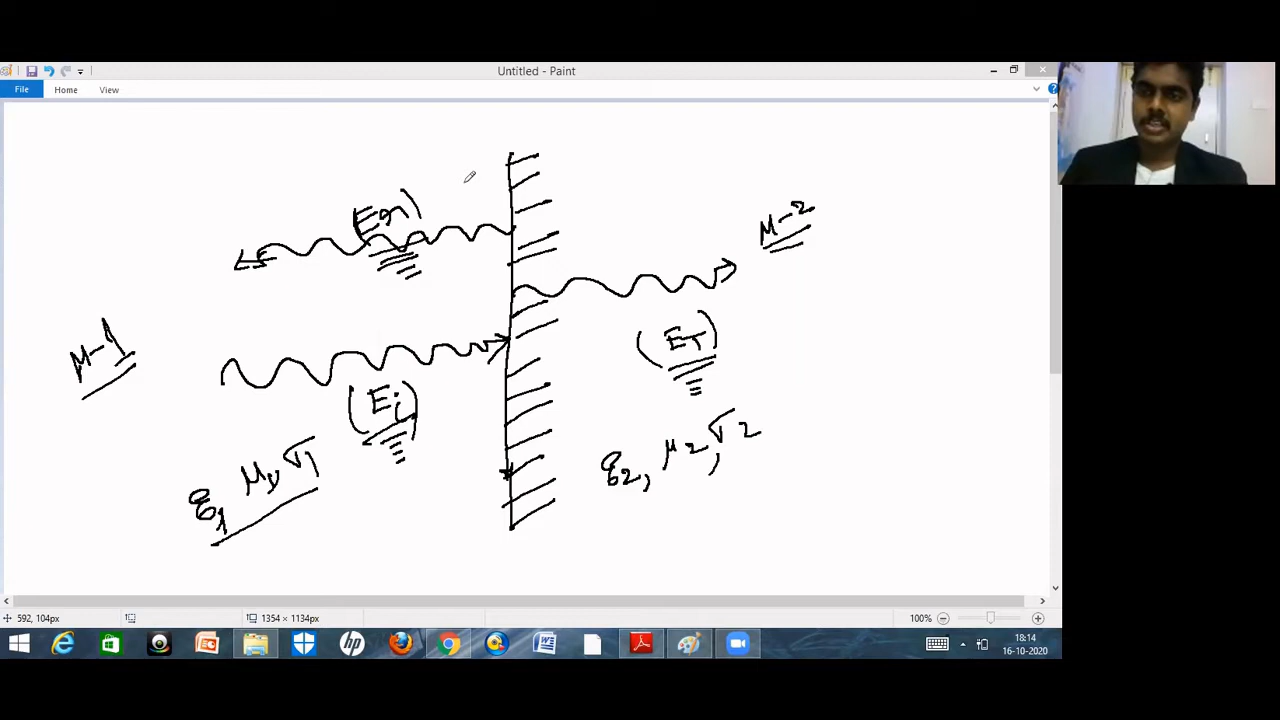 Untitled - Paint
File Home View
(Er)
M-2
(ET)
M-1
(Ei)
ε1 μ1, σ1
ε2, μ2, σ2
592, 104px
1354 × 1134px
100%
hp
18:14
16-10-2020